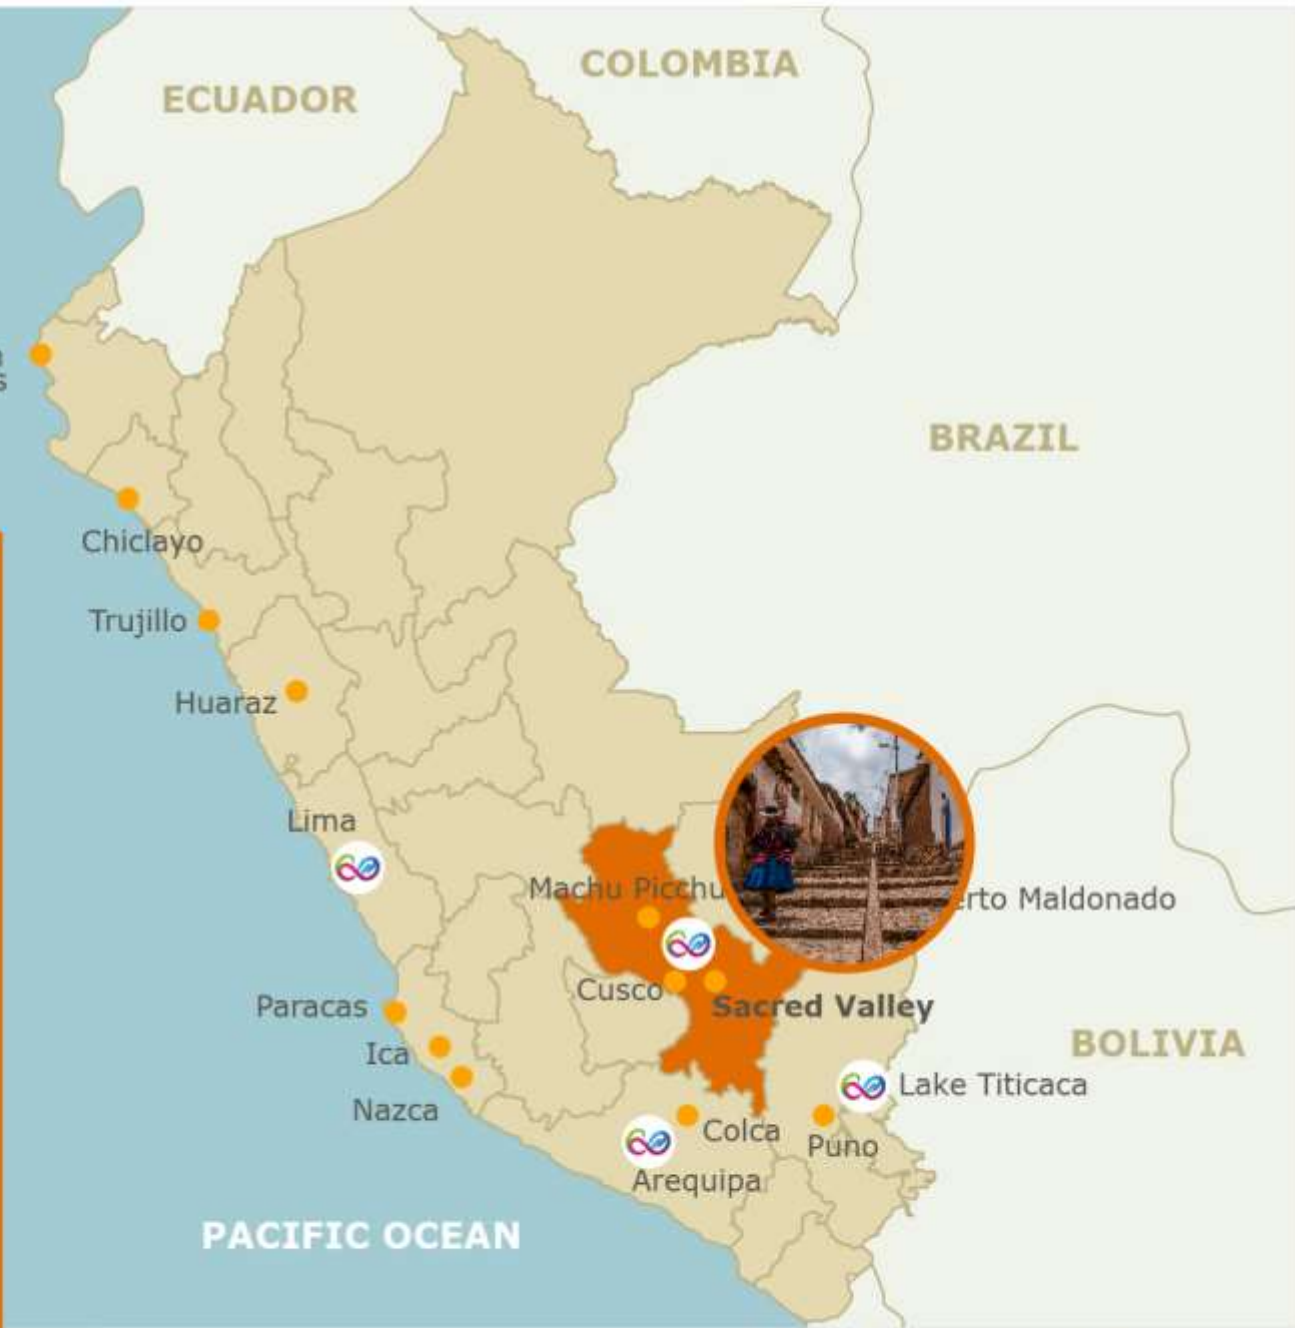 COLOMBIA
ECUADOR
BRAZIL
Chiclayo
Trujillo
Huaraz
Lima
Machu Picchu
Maldonado
Cusco
Sacred Valley
Paracas
Ica
BOLIVIA
Nazca
Lake Titicaca
Colca
Puno
Arequipa
PACIFIC OCEAN